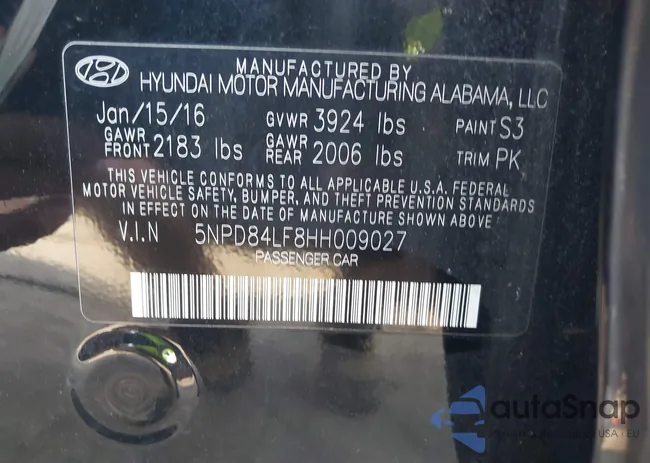 MANUFACTURED BY
HYUNDAI MOTOR MANUFACTURING ALABAMA, LLC
Jan/15/16 GVWR 3924 lbs PAINT S3
GAWR FRONT 2183 lbs GAWR REAR 2006 lbs TRIM PK
THIS VEHICLE CONFORMS TO ALL APPLICABLE U.S.A. FEDERAL
MOTOR VEHICLE SAFETY, BUMPER, AND THEFT PREVENTION
STANDARDS IN EFFECT ON DATE OF MANUFACTURE SHOWN ABOVE
V.I.N 5NPD84LF8HH009027
PASSENGER CAR
autoSnap
USA | EU